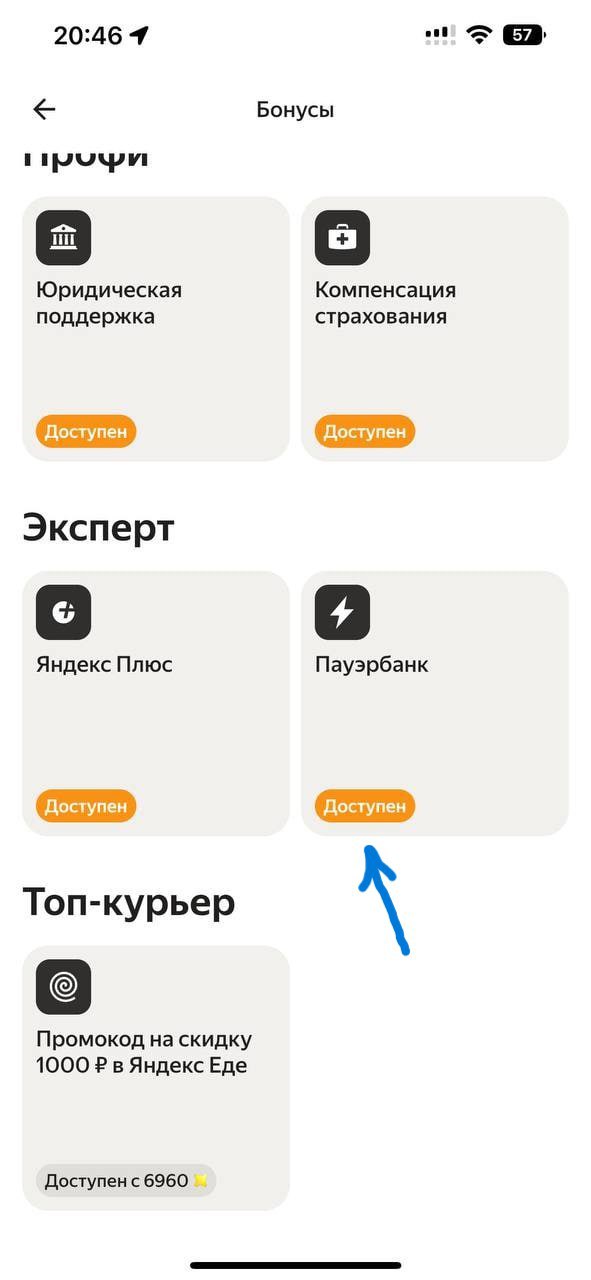 20:46
57
Бонусы
Профи
Юридическая
поддержка
Доступен
Компенсация
страхования
Доступен
Эксперт
Яндекс Плюс
Доступен
Пауэрбанк
Доступен
Топ-курьер
Промокод на скидку
1000 ₽ в Яндекс Еде
Доступен с 6960